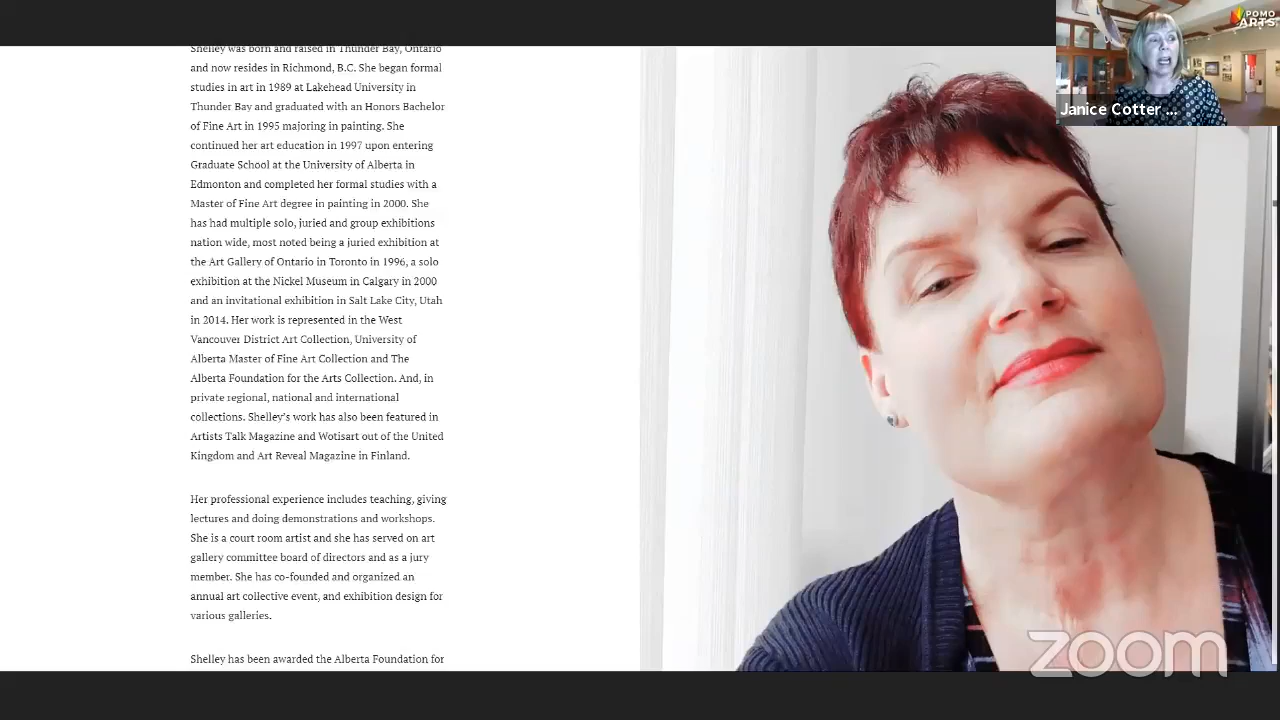 Shelley was born and raised in Thunder Bay, Ontario
and now resides in Richmond, B.C. She began formal
studies in art in 1989 at Lakehead University in
Thunder Bay and graduated with an Honors Bachelor
of Fine Art in 1995 majoring in painting. She
continued her art education in 1997 upon entering
Graduate School at the University of Alberta in
Edmonton and completed her formal studies with a
Master of Fine Art degree in painting in 2000. She
has had multiple solo, juried and group exhibitions
nation wide, most noted being a juried exhibition at
the Art Gallery of Ontario in Toronto in 1996, a solo
exhibition at the Nickel Museum in Calgary in 2000
and an invitational exhibition in Salt Lake City, Utah
in 2014. Her work is represented in the West
Vancouver District Art Collection, University of
Alberta Master of Fine Art Collection and The
Alberta Foundation for the Arts Collection. And, in
private regional, national and international
collections. Shelley's work has also been featured in
Artists Talk Magazine and Wotisart out of the United
Kingdom and Art Reveal Magazine in Finland.
Her professional experience includes teaching, giving
lectures and doing demonstrations and workshops.
She is a court room artist and she has served on art
gallery committee board of directors and as a jury
member. She has co-founded and organized an
annual art collective event, and exhibition design for
various galleries.
Shelley has been awarded the Alberta Foundation for
POMO
ARTS
Janice Cotter ...
zoom